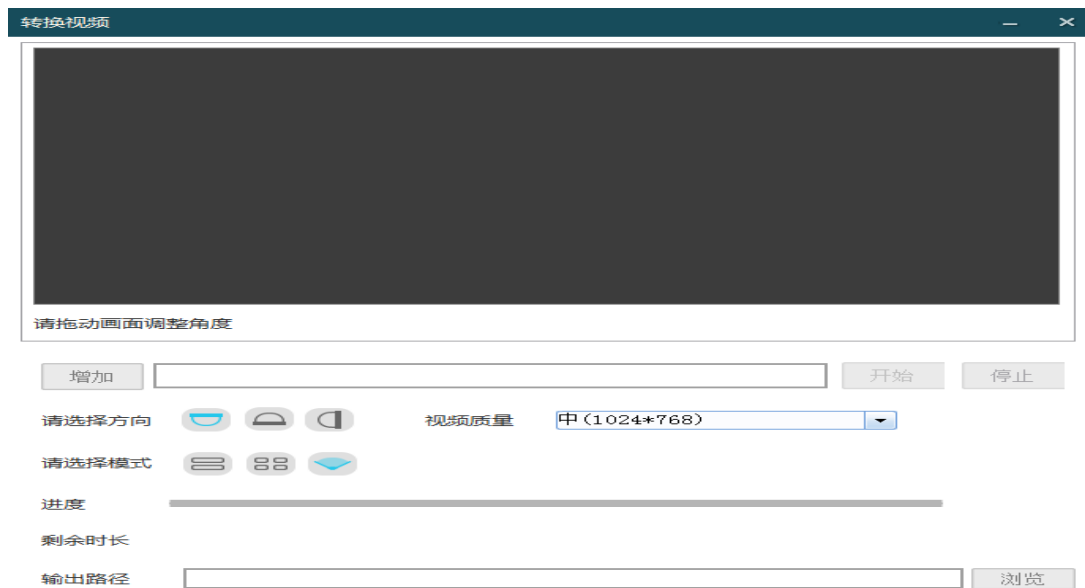 转换视频
请拖动画面调整角度
增加 开始 停止
请选择方向 视频质量 中(1024*768)
请选择模式
进度
剩余时长
输出路径 浏览